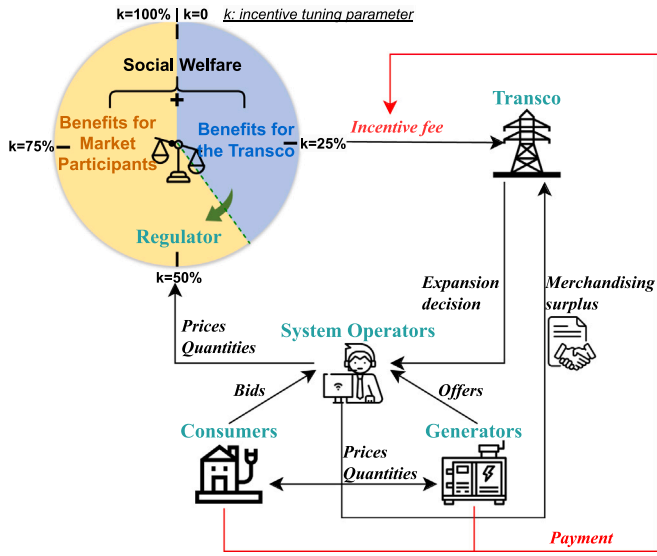 k=100%
k=0
k: incentive tuning parameter
Social Welfare
+
Benefits for
Market
Participants
Benefits for
the Transco
k=75%
k=25%
Incentive fee
Transco
Regulator
k=50%
Expansion
decision
Merchandising
surplus
Prices
Quantities
System Operators
Bids
Offers
Consumers
Generators
Prices
Quantities
Payment